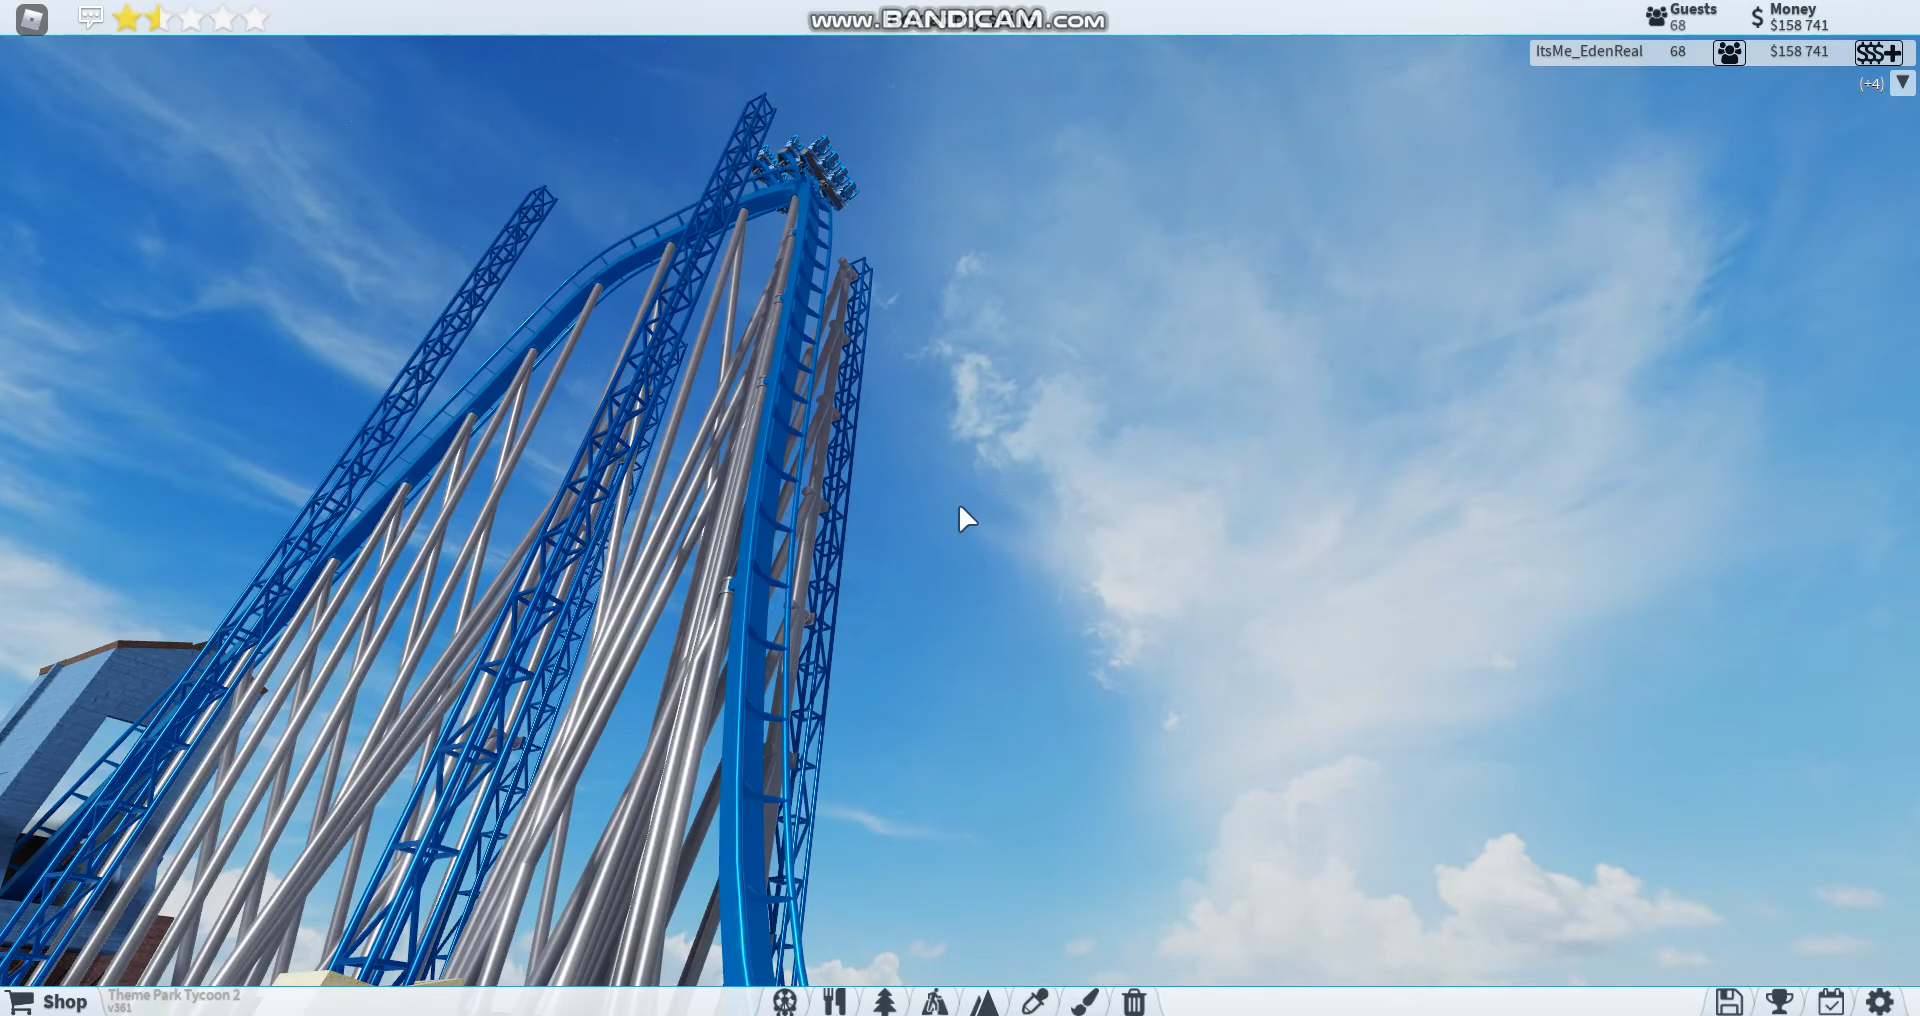 www.BANDICAM.com
Guests
68
Money
$158 741
ItsMe_EdenReal 68 $158 741
(+4)
Shop
Theme Park Tycoon 2
v361